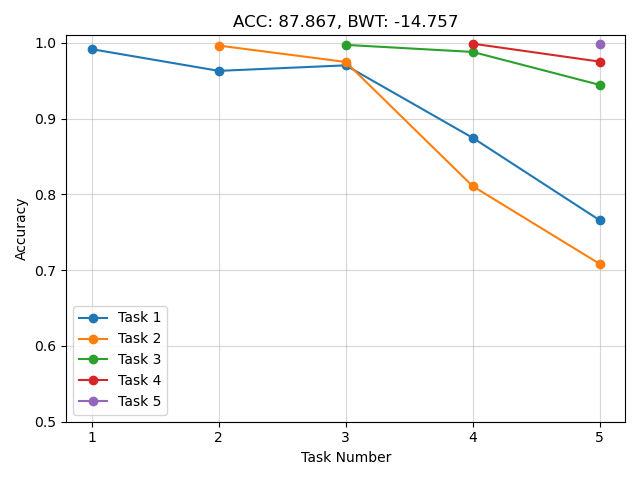 ACC: 87.867, BWT: -14.757
1.0
0.9
0.8
0.7
0.6
0.5
Accuracy
Task 1
Task 2
Task 3
Task 4
Task 5
1 2 3 4 5
Task Number